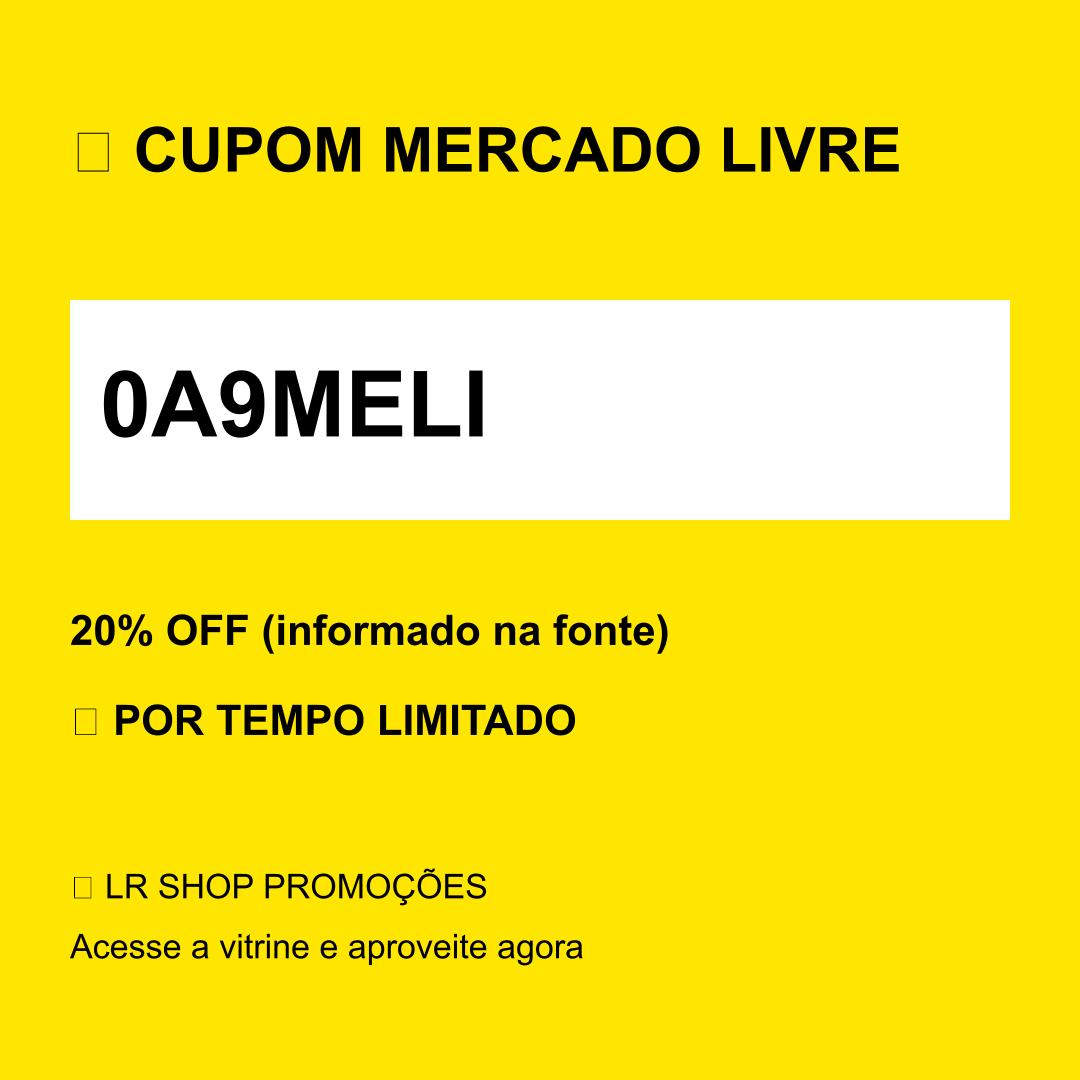 CUPOM MERCADO LIVRE
0A9MELI
20% OFF (informado na fonte)
POR TEMPO LIMITADO
LR SHOP PROMOÇÕES
Acesse a vitrine e aproveite agora